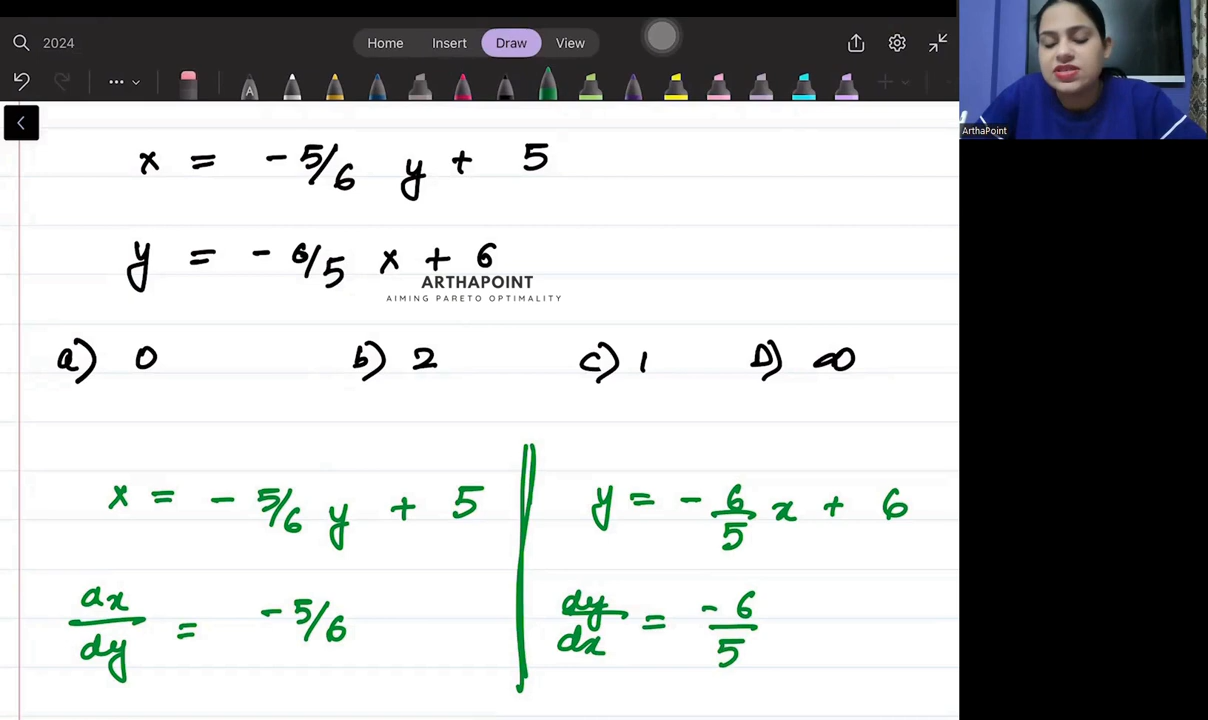 2024
Home Insert Draw View
ArthaPoint
x = - 5/6 y + 5
y = - 6/5 x + 6
ARTHAPOINT
AIMING PARETO OPTIMALITY
a) 0 b) 2 c) 1 D) ∞
x = - 5/6 y + 5
y = - 6/5 x + 6
dx/dy = - 5/6
dy/dx = - 6/5